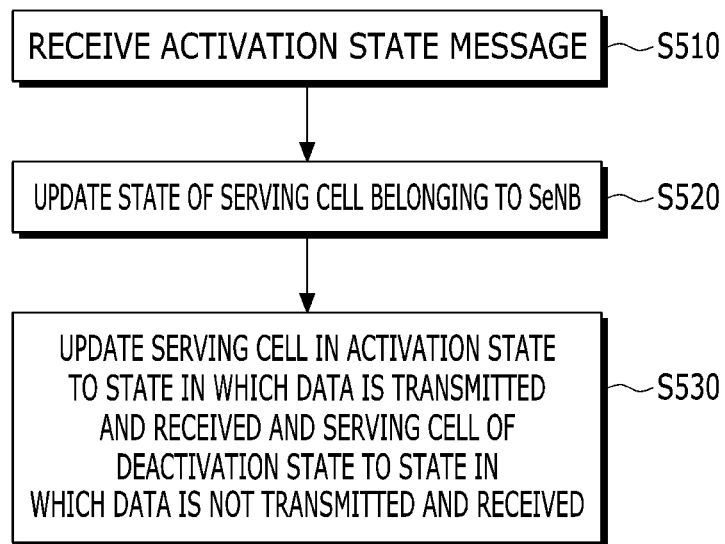 RECEIVE ACTIVATION STATE MESSAGE
S510
UPDATE STATE OF SERVING CELL BELONGING TO SeNB
S520
UPDATE SERVING CELL IN ACTIVATION STATE
TO STATE IN WHICH DATA IS TRANSMITTED
AND RECEIVED AND SERVING CELL OF
DEACTIVATION STATE TO STATE IN
WHICH DATA IS NOT TRANSMITTED AND RECEIVED
S530